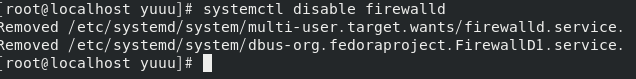 [root@localhost yuuu]# systemctl disable firewalld
Removed /etc/systemd/system/multi-user.target.wants/firewalld.service.
Removed /etc/systemd/system/dbus-org.fedoraproject.FirewallD1.service.
[root@localhost yuuu]#